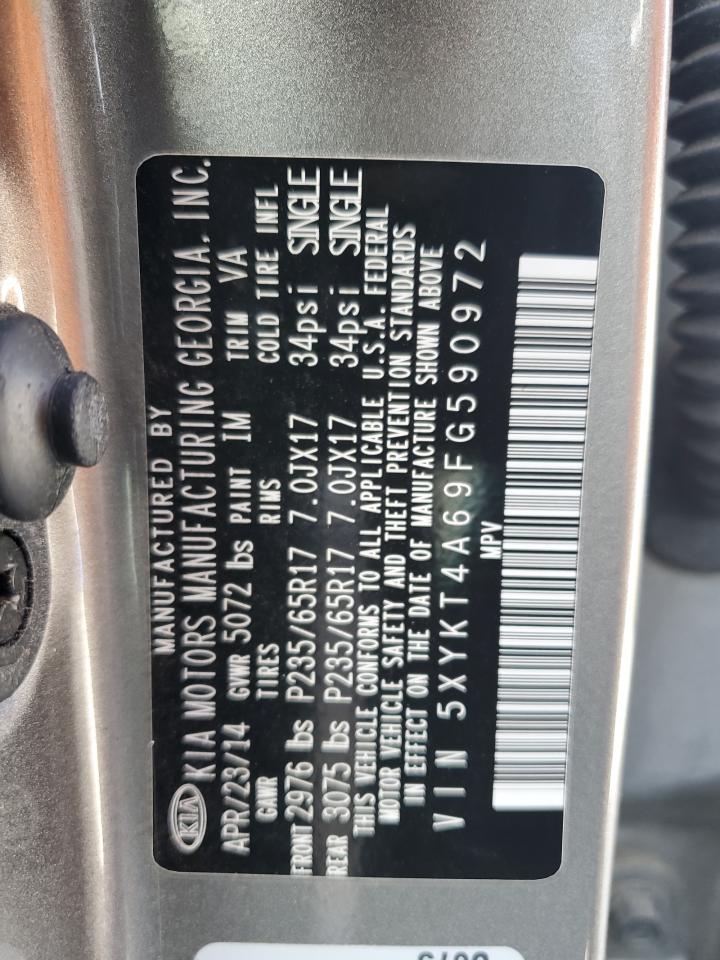 MANUFACTURED BY
KIA KIA MOTORS MANUFACTURING GEORGIA, INC.
APR/23/14 GVWR 5072 lbs PAINT IM TRIM VA
GAWR TIRES RIMS COLD TIRE INFL
FRONT 2976 lbs P235/65R17 7.0JX17 34psi SINGLE
REAR 3075 lbs P235/65R17 7.0JX17 34psi SINGLE
THIS VEHICLE CONFORMS TO ALL APPLICABLE U.S.A. FEDERAL
MOTOR VEHICLE SAFETY AND THEFT PREVENTION STANDARDS
IN EFFECT ON THE DATE OF MANUFACTURE SHOWN ABOVE
VIN 5XYKT4A69FG590972
MPV